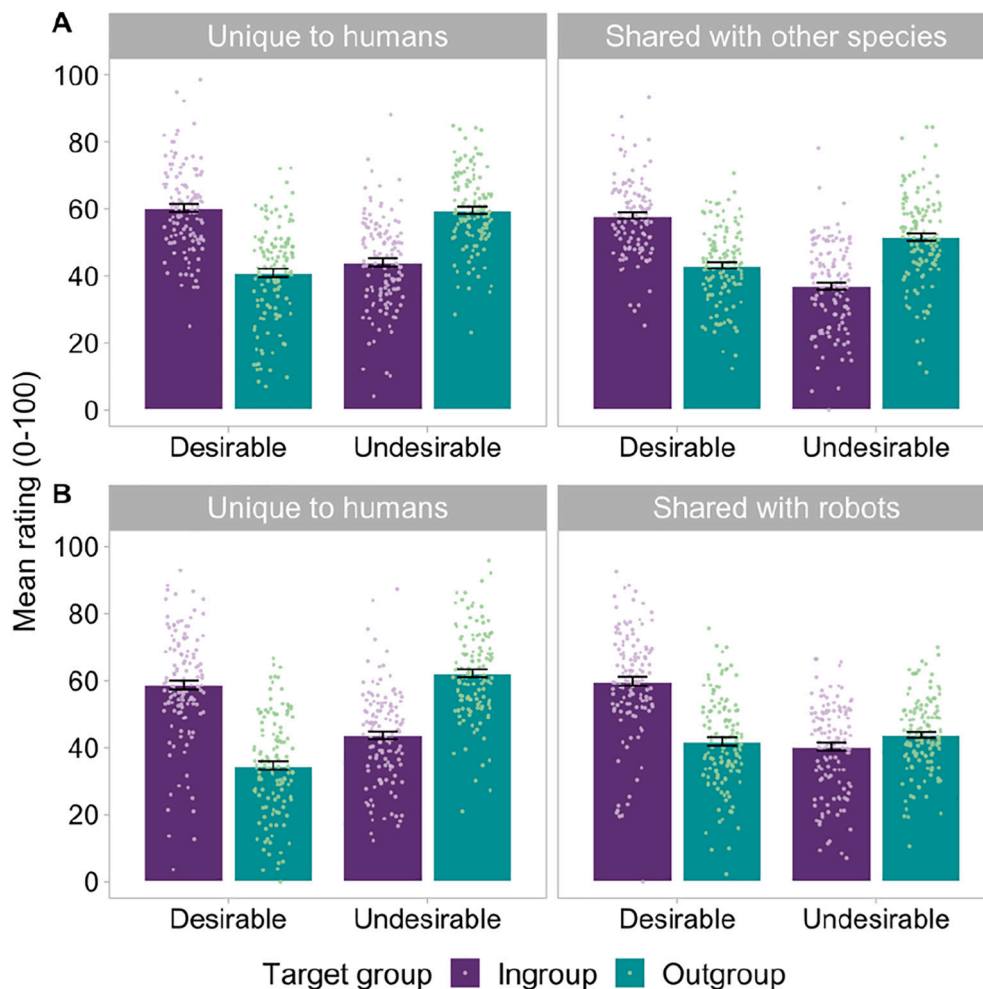 A
Unique to humans
Shared with other species
100
80
60
40
20
0
Desirable
Undesirable
Desirable
Undesirable
Mean rating (0-100)
B
Unique to humans
Shared with robots
100
80
60
40
20
0
Desirable
Undesirable
Desirable
Undesirable
Target group Ingroup Outgroup